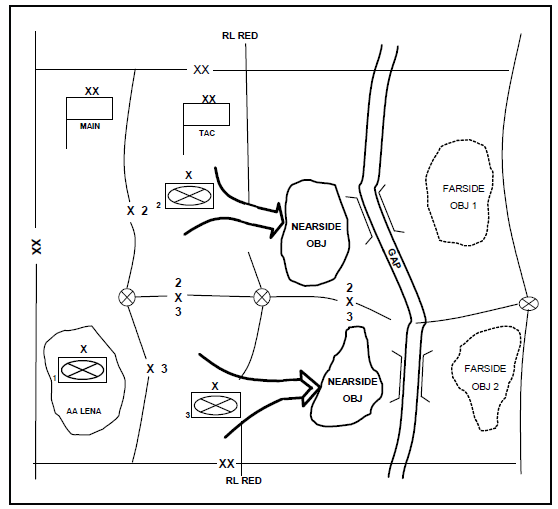 RL RED
XX
XX
MAIN
XX
TAC
X
2
X 2
NEARSIDE
OBJ
FARSIDE
OBJ 1
XX
GAP
2
X
3
2
X
3
X
1
AA LENA
X 3
X
3
NEARSIDE
OBJ
FARSIDE
OBJ 2
XX
RL RED